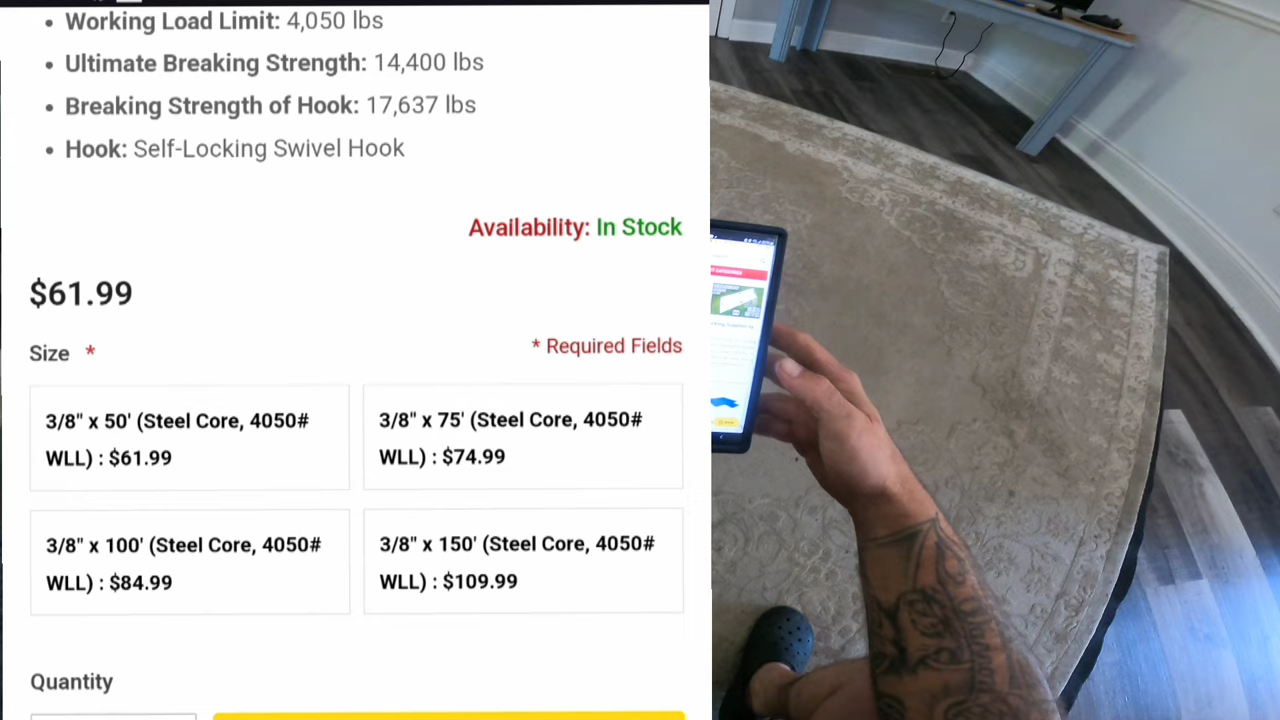 Working Load Limit: 4,050 lbs
Ultimate Breaking Strength: 14,400 lbs
Breaking Strength of Hook: 17,637 lbs
Hook: Self-Locking Swivel Hook
Availability: In Stock
$61.99
Size *
* Required Fields
3/8" x 50' (Steel Core, 4050#
WLL) : $61.99
3/8" x 75' (Steel Core, 4050#
WLL) : $74.99
3/8" x 100' (Steel Core, 4050#
WLL) : $84.99
3/8" x 150' (Steel Core, 4050#
WLL) : $109.99
Quantity